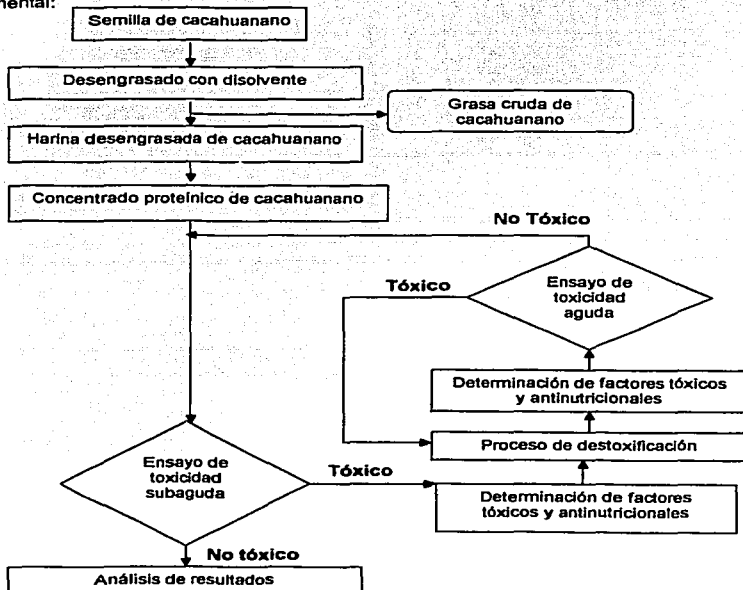 mental:
Semilla de cacahuanano
Desengrasado con disolvente
Grasa cruda de
cacahuanano
Harina desengrasada de cacahuanano
Concentrado proteínico de cacahuanano
No Tóxico
Tóxico
Ensayo de
toxicidad
aguda
Determinación de factores tóxicos
y antinutricionales
Proceso de destoxificación
Ensayo de
toxicidad
subaguda
Tóxico
Determinación de factores
tóxicos y antinutricionales
No tóxico
Análisis de resultados